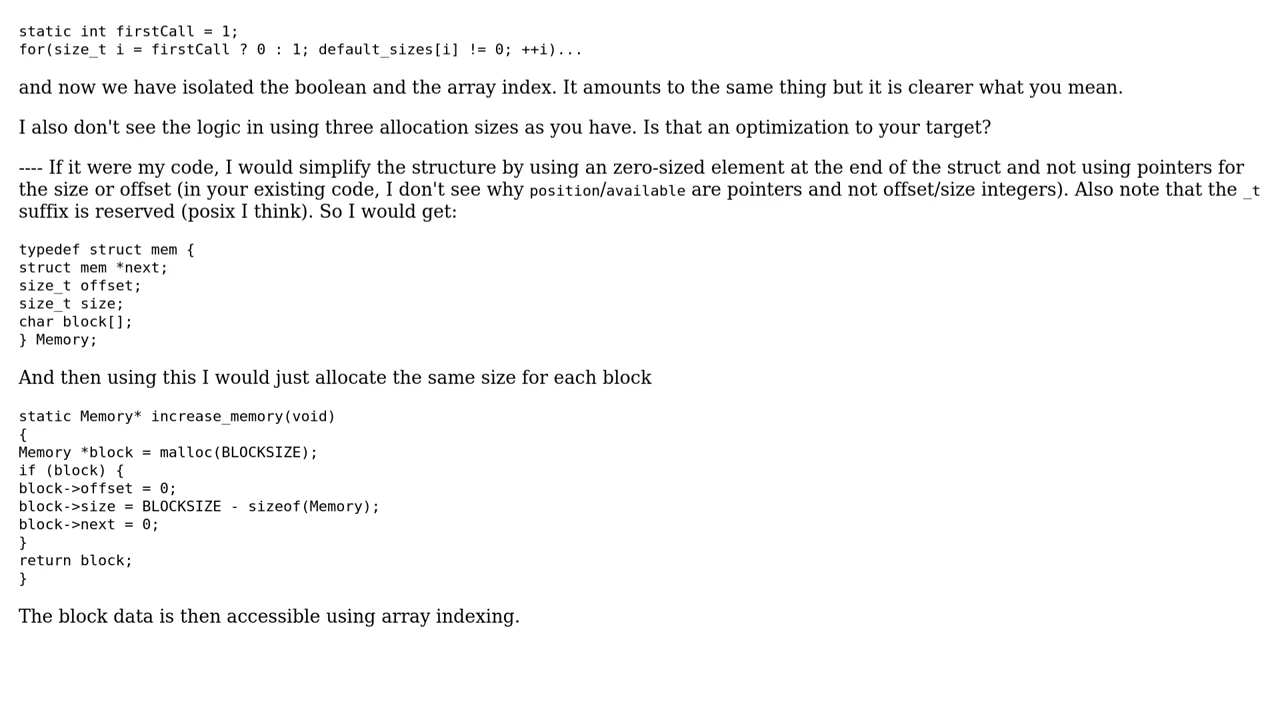 static int firstCall = 1;
for(size_t i = firstCall ? 0 : 1; default_sizes[i] != 0; ++i)...
and now we have isolated the boolean and the array index. It amounts to the same thing but it is clearer what you mean.
I also don't see the logic in using three allocation sizes as you have. Is that an optimization to your target?
---- If it were my code, I would simplify the structure by using an zero-sized element at the end of the struct and not using pointers for
the size or offset (in your existing code, I don't see why position/available are pointers and not offset/size integers). Also note that the _t
suffix is reserved (posix I think). So I would get:
typedef struct mem {
struct mem *next;
size_t offset;
size_t size;
char block[];
} Memory;
And then using this I would just allocate the same size for each block
static Memory* increase_memory(void)
{
Memory *block = malloc(BLOCKSIZE);
if (block) {
block->offset = 0;
block->size = BLOCKSIZE - sizeof(Memory);
block->next = 0;
}
return block;
}
The block data is then accessible using array indexing.